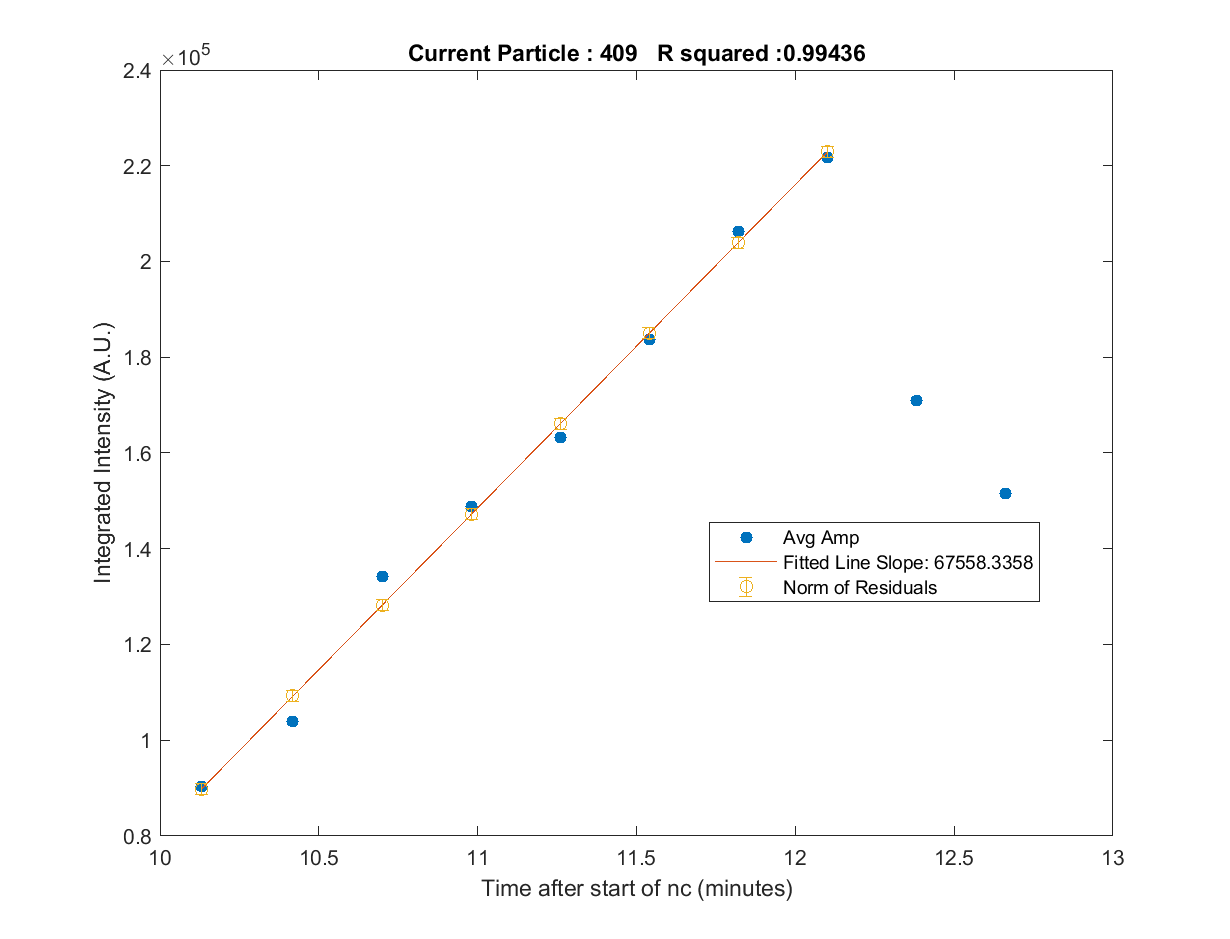 Current Particle : 409   R squared :0.99436
×10^5
2.4
2.2
2
1.8
1.6
1.4
1.2
1
0.8
Integrated Intensity (A.U.)
Avg Amp
Fitted Line Slope: 67558.3358
Norm of Residuals
10 10.5 11 11.5 12 12.5 13
Time after start of nc (minutes)